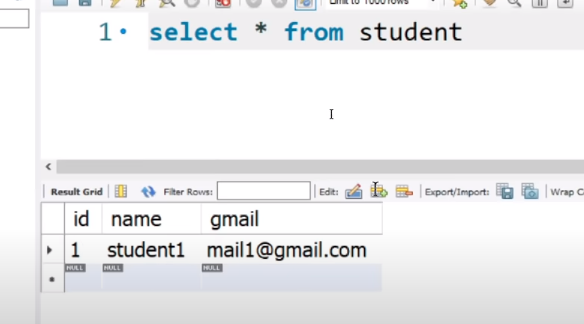 Limit to 1000 rows
1 select * from student
Result Grid Filter Rows: Edit: Export/Import: Wrap C
id name gmail
1 student1 mail1@gmail.com
NULL NULL NULL